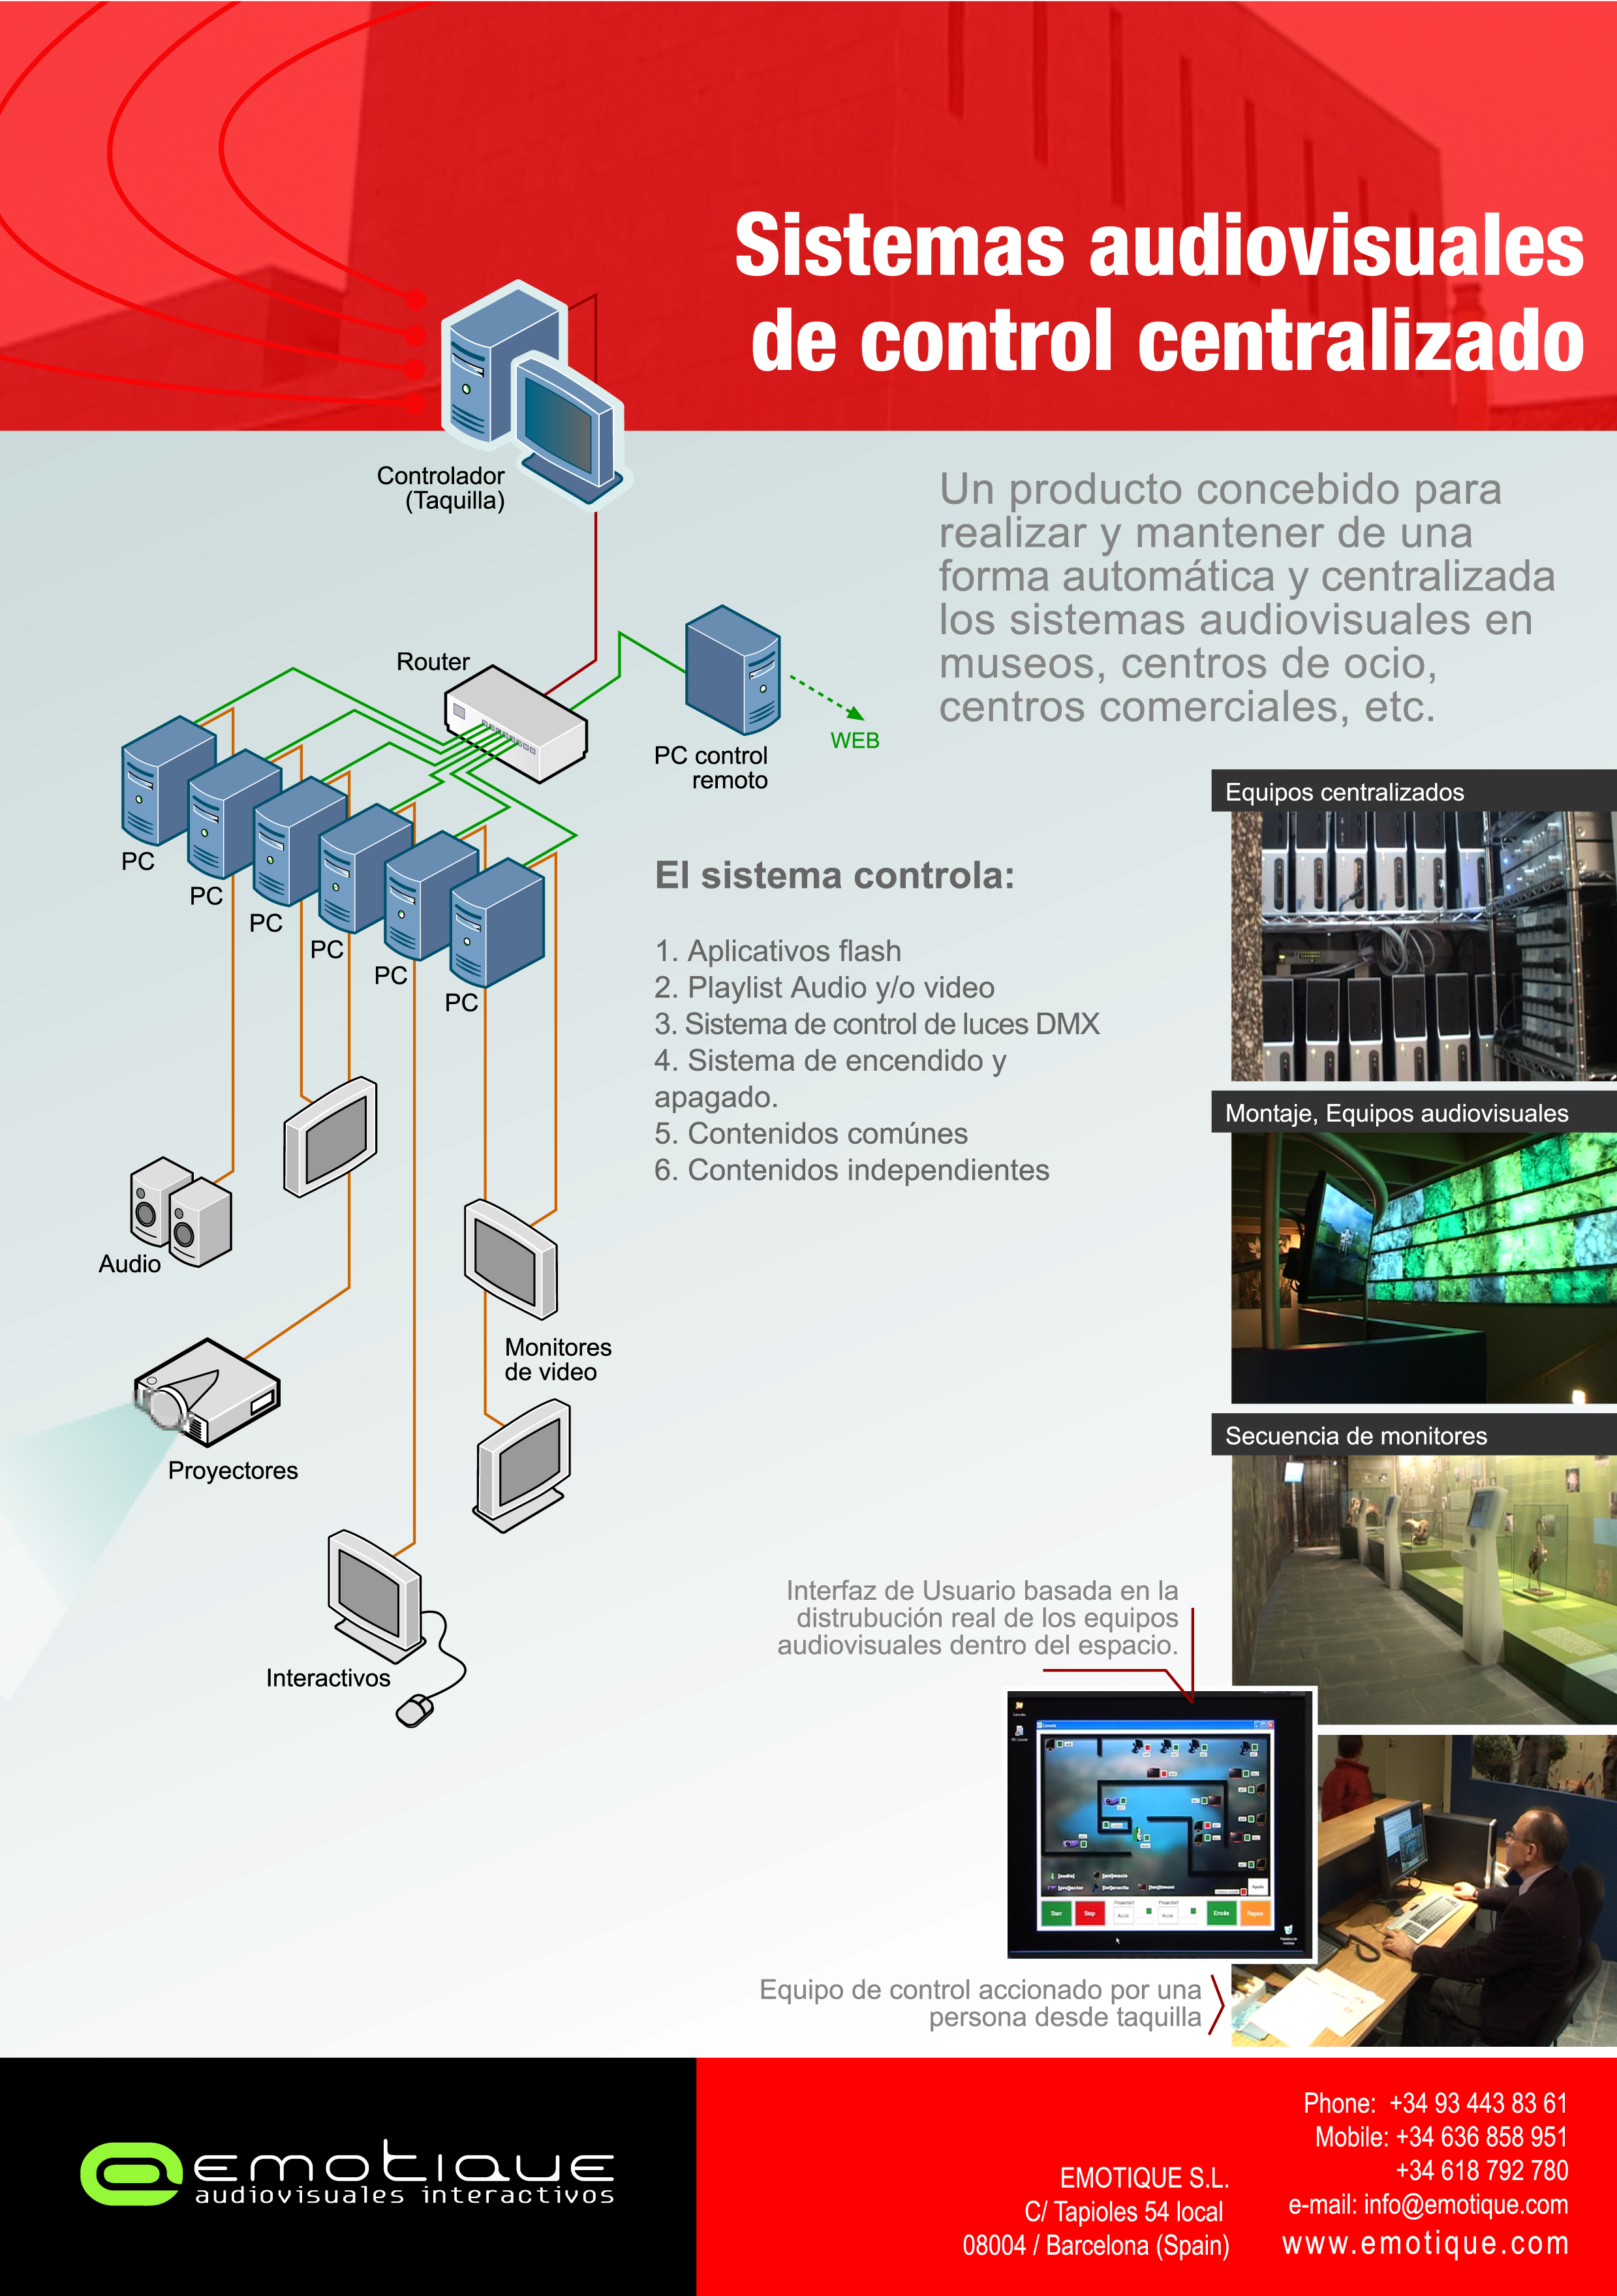 Sistemas audiovisuales
de control centralizado
Controlador
(Taquilla)
Un producto concebido para
realizar y mantener de una
forma automática y centralizada
los sistemas audiovisuales en
museos, centros de ocio,
centros comerciales, etc.
Router
PC control
remoto
WEB
PC
PC
PC
PC
PC
PC
Audio
Proyectores
Monitores
de video
Interactivos
El sistema controla:
1. Aplicativos flash
2. Playlist Audio y/o video
3. Sistema de control de luces DMX
4. Sistema de encendido y
apagado.
5. Contenidos comúnes
6. Contenidos independientes
Equipos centralizados
Montaje, Equipos audiovisuales
Secuencia de monitores
Interfaz de Usuario basada en la
distrubución real de los equipos
audiovisuales dentro del espacio.
Start
Stop
Encès
Repos
Equipo de control accionado por una
persona desde taquilla
emotique
audiovisuales interactivos
EMOTIQUE S.L.
C/ Tapioles 54 local
08004 / Barcelona (Spain)
Phone: +34 93 443 83 61
Mobile: +34 636 858 951
+34 618 792 780
e-mail: info@emotique.com
www.emotique.com